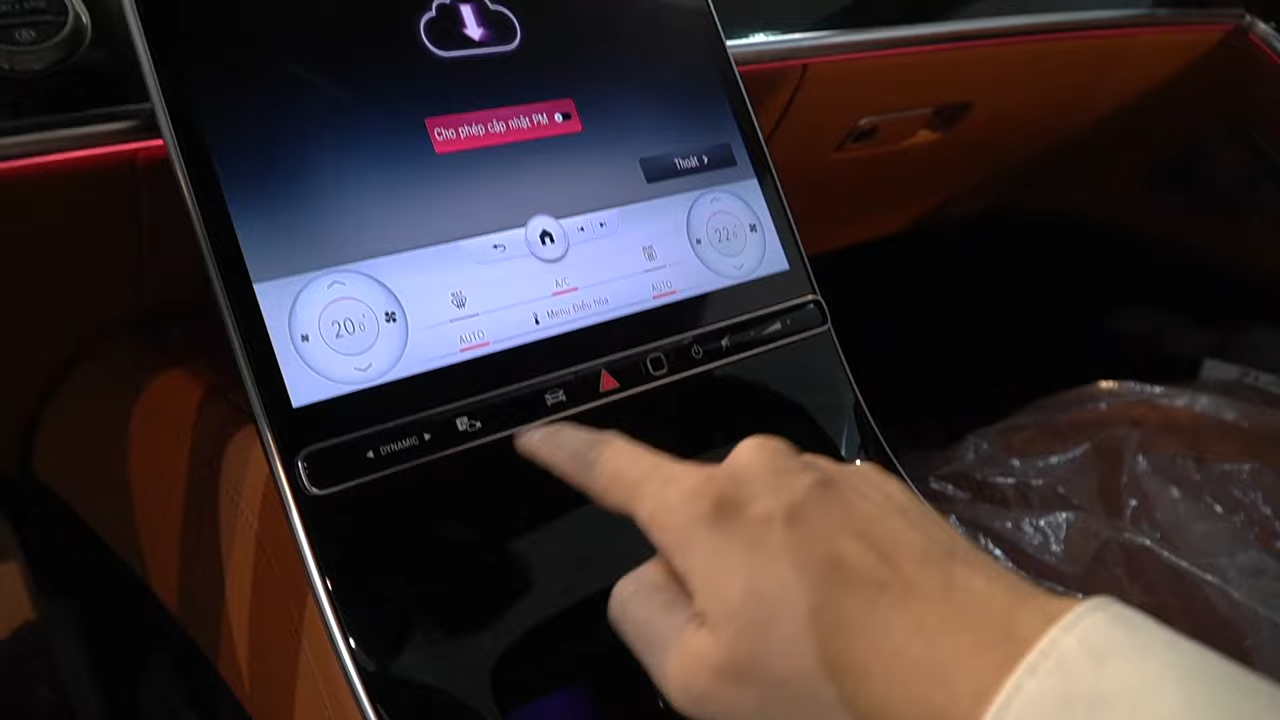 Cho phép cập nhật PM
Thoát
22.0
A/C
20.0
AUTO
Menu Điều hòa
AUTO
DYNAMIC